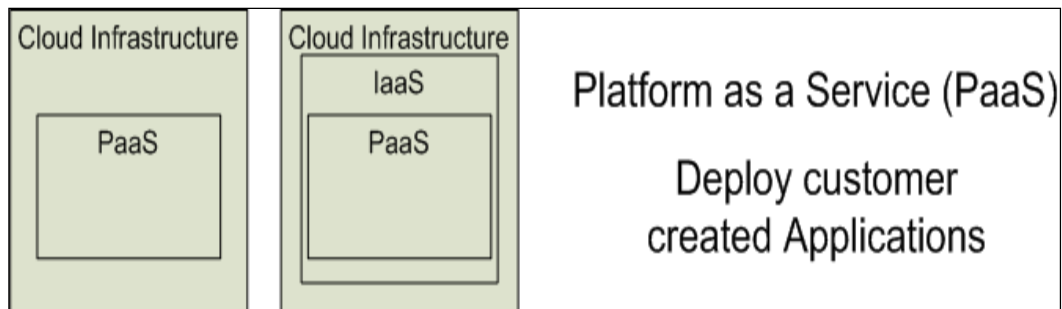 Cloud Infrastructure
PaaS
Cloud Infrastructure
IaaS
PaaS
Platform as a Service (PaaS)
Deploy customer
created Applications